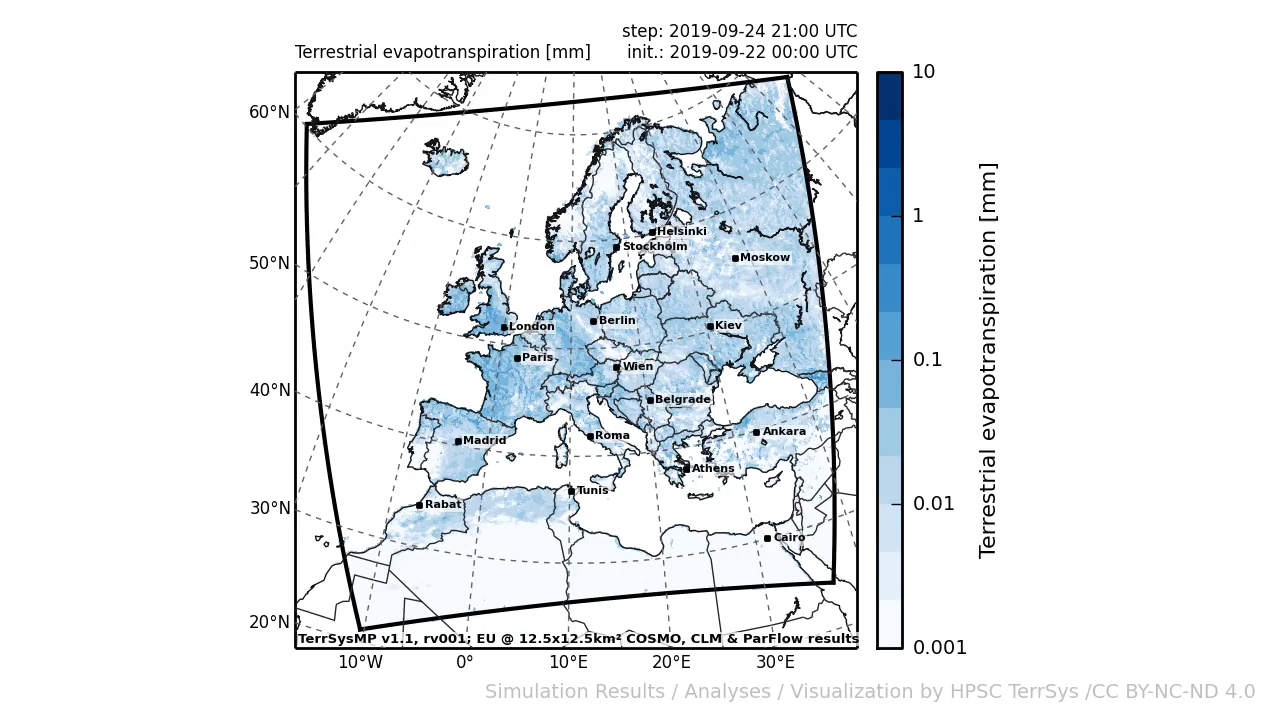 step: 2019-09-24 21:00 UTC
Terrestrial evapotranspiration [mm]
init.: 2019-09-22 00:00 UTC
60°N
50°N
40°N
30°N
20°N
10°W
0°
10°E
20°E
30°E
Helsinki
Stockholm
Moskow
London
Berlin
Kiev
Paris
Wien
Belgrade
Madrid
Roma
Ankara
Athens
Rabat
Tunis
Cairo
TerrSysMP v1.1, rv001; EU @ 12.5x12.5km² COSMO, CLM & ParFlow results
10
1
0.1
0.01
0.001
Terrestrial evapotranspiration [mm]
Simulation Results / Analyses / Visualization by HPSC TerrSys /CC BY-NC-ND 4.0